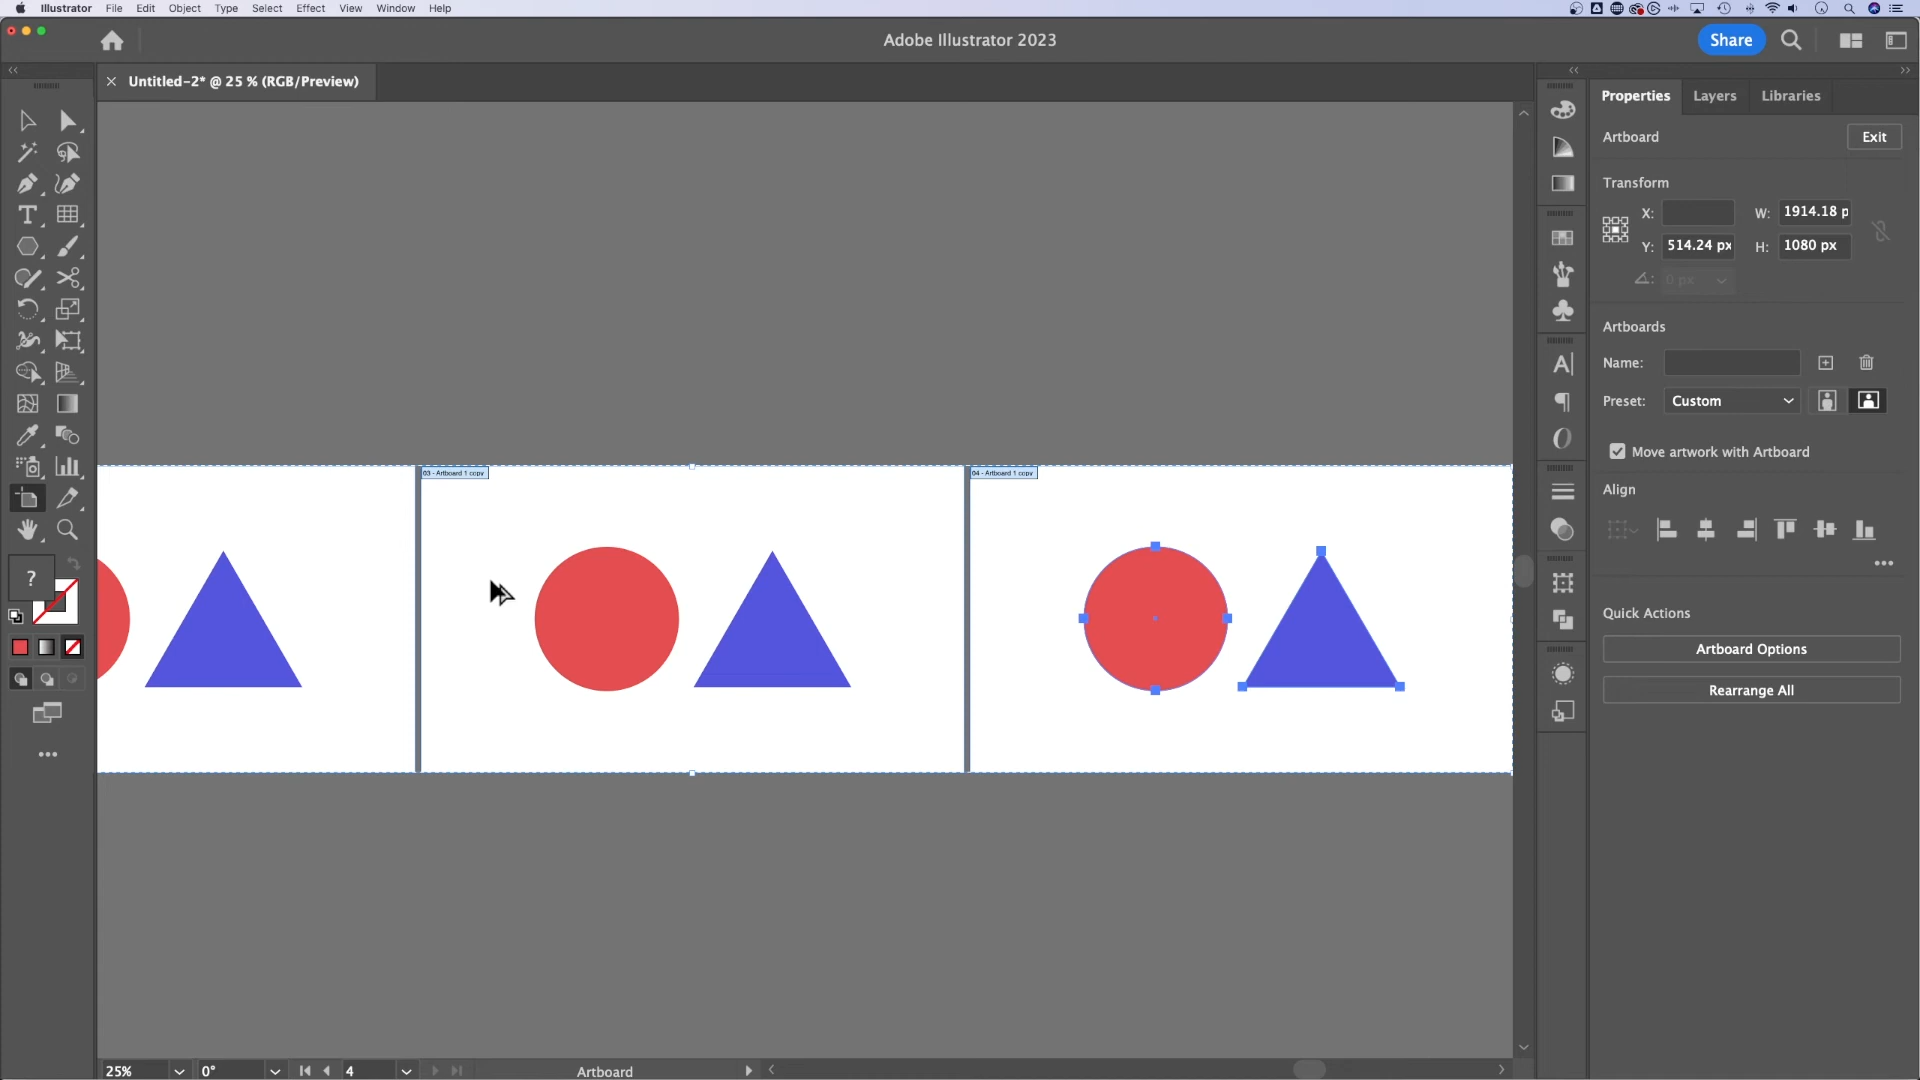 Illustrator File Edit Object Type Select Effect View Window Help
Adobe Illustrator 2023
Share
Untitled-2* @ 25 % (RGB/Preview)
Properties Layers Libraries
Artboard
Exit
Transform
X:
W: 1914.18 p
Y: 514.24 px
H: 1080 px
0 px
Artboards
Name:
Preset: Custom
Move artwork with Artboard
Align
Quick Actions
Artboard Options
Rearrange All
03 - Artboard 1 copy
04 - Artboard 1 copy
?
25%
0°
4
Artboard